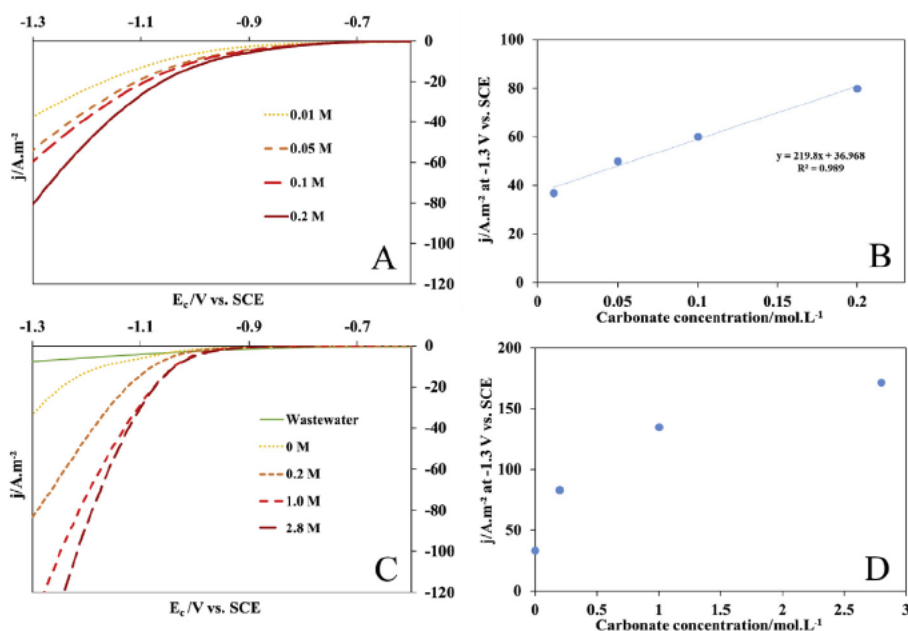 -1.3 -1.1 -0.9 -0.7
0
-20
-40
-60
-80
-100
-120
j/A.m⁻²
0.01 M
0.05 M
0.1 M
0.2 M
A
E_c /V vs. SCE
100
80
60
40
20
0
j/A.m⁻² at -1.3 V vs. SCE
y = 219.8x + 36.968
R² = 0.989
B
0 0.05 0.1 0.15 0.2
Carbonate concentration/mol.L⁻¹
-1.3 -1.1 -0.9 -0.7
0
-20
-40
-60
-80
-100
-120
j/A.m⁻²
Wastewater
0 M
0.2 M
1.0 M
2.8 M
C
E_c /V vs. SCE
200
150
100
50
0
j/A.m⁻² at -1.3 V vs. SCE
D
0 0.5 1 1.5 2 2.5 3
Carbonate concentration/mol.L⁻¹